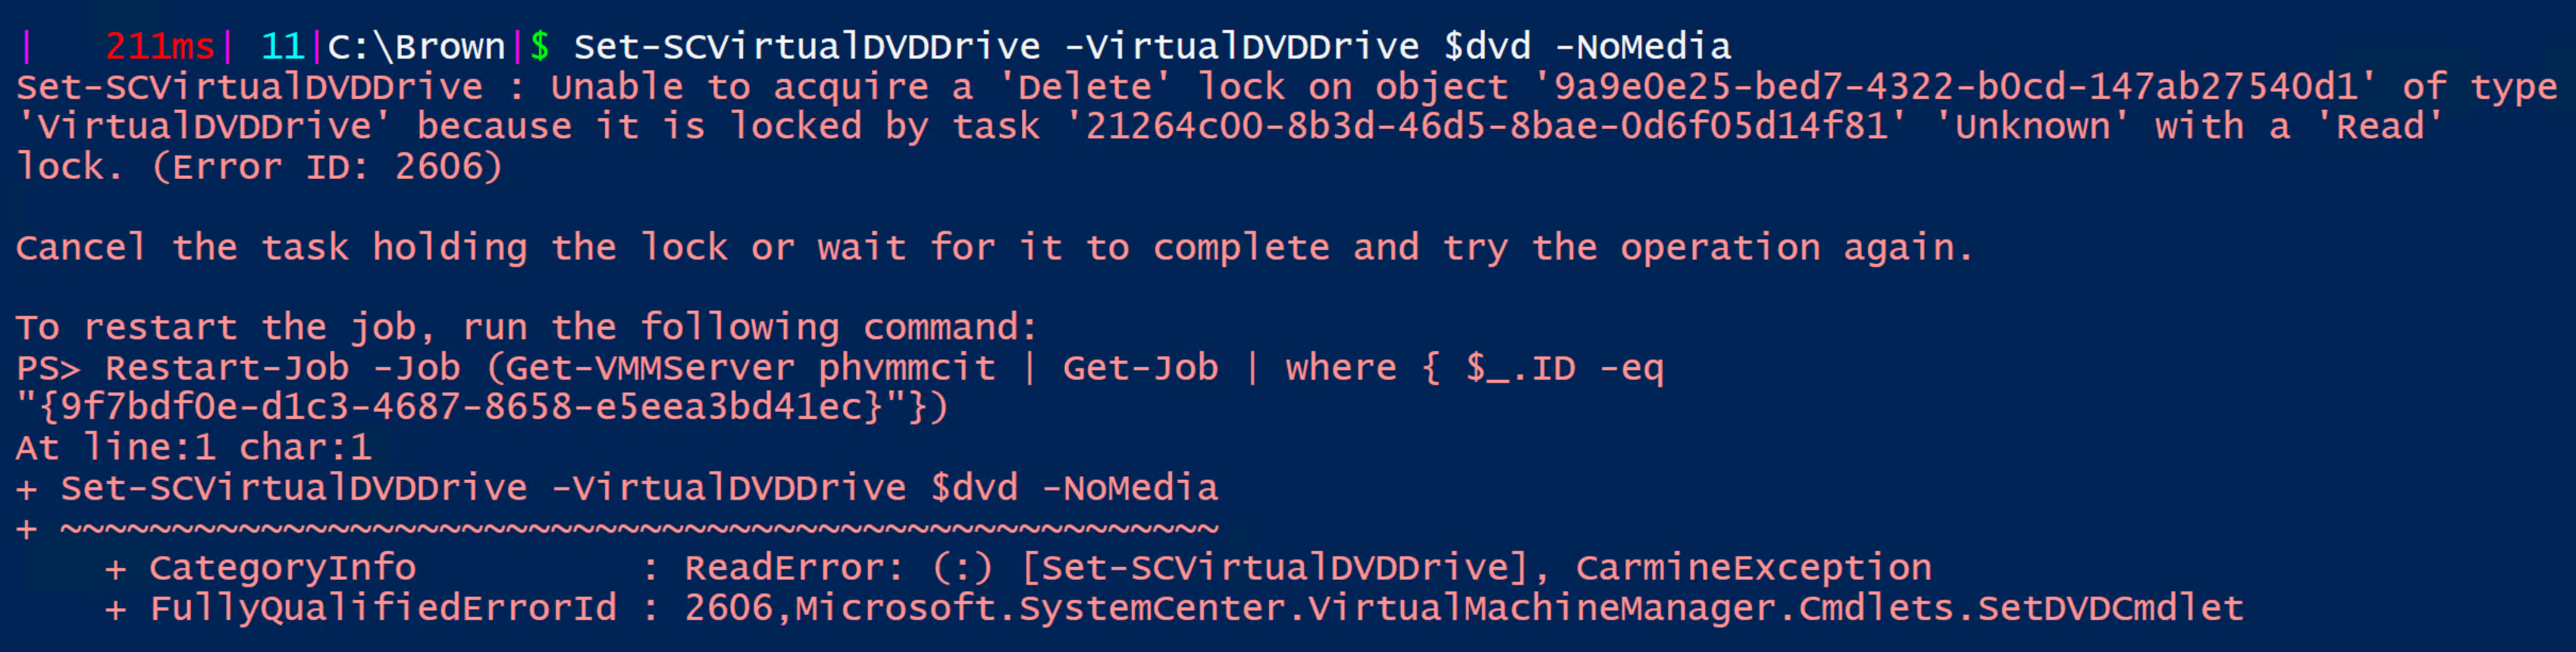 |   211ms| 11|C:\Brown|$ Set-SCVirtualDVDDrive -VirtualDVDDrive $dvd -NoMedia
Set-SCVirtualDVDDrive : Unable to acquire a 'Delete' lock on object '9a9e0e25-bed7-4322-b0cd-147ab27540d1' of type
'VirtualDVDDrive' because it is locked by task '21264c00-8b3d-46d5-8bae-0d6f05d14f81' 'Unknown' with a 'Read'
lock. (Error ID: 2606)

Cancel the task holding the lock or wait for it to complete and try the operation again.

To restart the job, run the following command:
PS> Restart-Job -Job (Get-VMMServer phvmmcit | Get-Job | where { $_.ID -eq
"{9f7bdf0e-d1c3-4687-8658-e5eea3bd41ec}"})
At line:1 char:1
+ Set-SCVirtualDVDDrive -VirtualDVDDrive $dvd -NoMedia
+ ~~~~~~~~~~~~~~~~~~~~~~~~~~~~~~~~~~~~~~~~~~~~~~~~~~~~
    + CategoryInfo          : ReadError: (:) [Set-SCVirtualDVDDrive], CarmineException
    + FullyQualifiedErrorId : 2606,Microsoft.SystemCenter.VirtualMachineManager.Cmdlets.SetDVDCmdlet